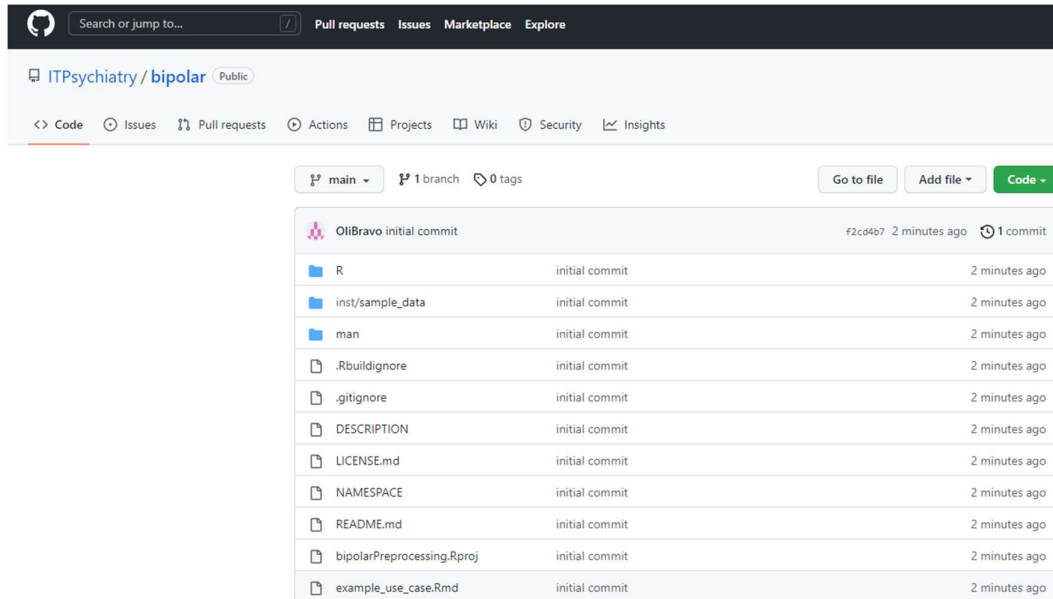 Search or jump to... / Pull requests Issues Marketplace Explore
ITPsychiatry / bipolar Public
<> Code Issues Pull requests Actions Projects Wiki Security Insights
main 1 branch 0 tags Go to file Add file Code
OliBravo initial commit f2cd4b7 2 minutes ago 1 commit
R initial commit 2 minutes ago
inst/sample_data initial commit 2 minutes ago
man initial commit 2 minutes ago
.Rbuildignore initial commit 2 minutes ago
.gitignore initial commit 2 minutes ago
DESCRIPTION initial commit 2 minutes ago
LICENSE.md initial commit 2 minutes ago
NAMESPACE initial commit 2 minutes ago
README.md initial commit 2 minutes ago
bipolarPreprocessing.Rproj initial commit 2 minutes ago
example_use_case.Rmd initial commit 2 minutes ago